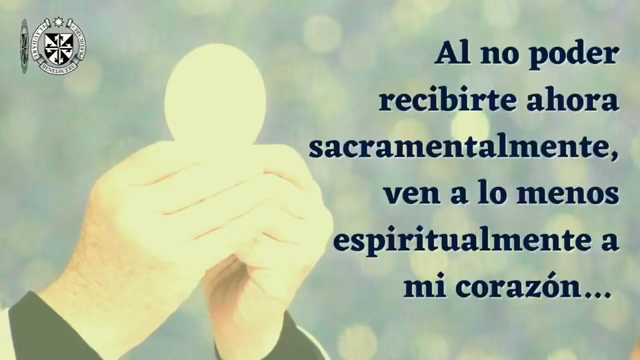 Al no poder
recibirte ahora
sacramentalmente,
ven a lo menos
espiritualmente a
mi corazón...